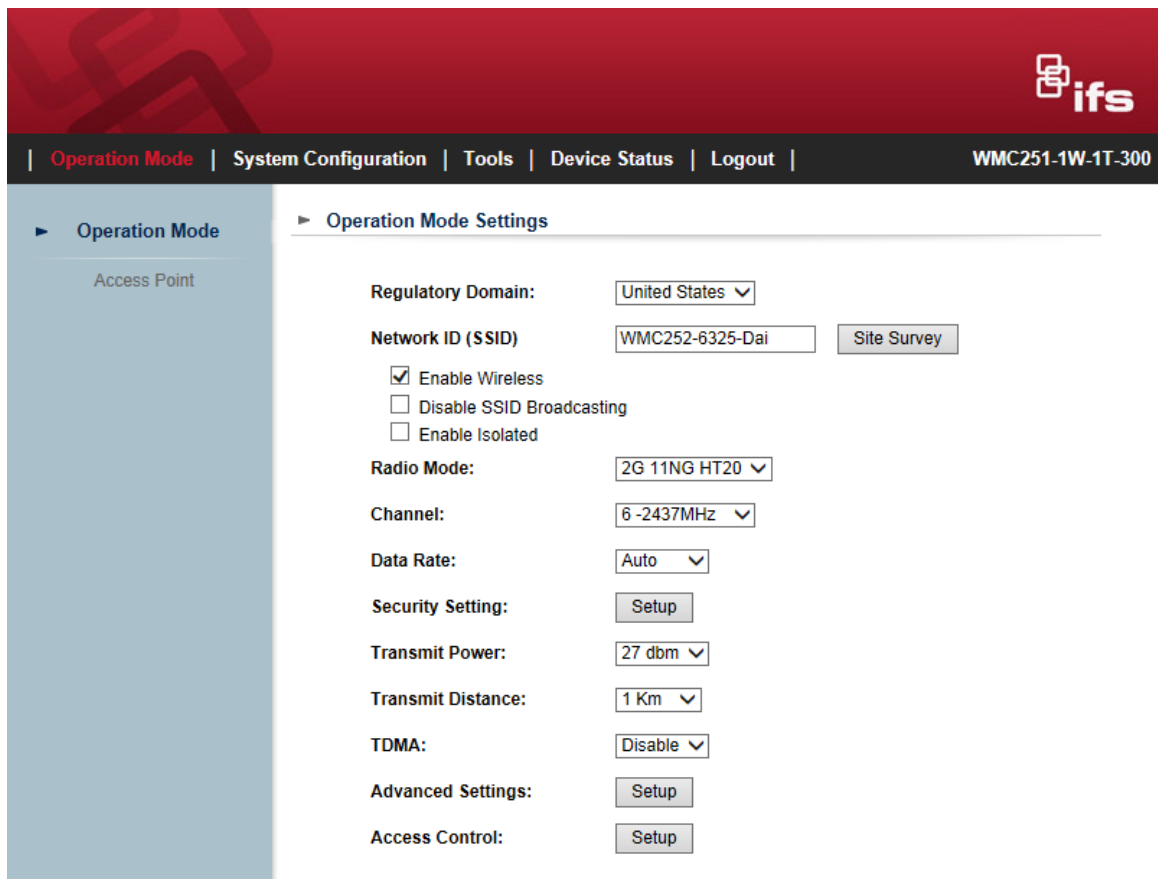 ifs
| Operation Mode | System Configuration | Tools | Device Status | Logout | WMC251-1W-1T-300
Operation Mode
Access Point
Operation Mode Settings
Regulatory Domain: United States
Network ID (SSID) WMC252-6325-Dai Site Survey
Enable Wireless
Disable SSID Broadcasting
Enable Isolated
Radio Mode: 2G 11NG HT20
Channel: 6 -2437MHz
Data Rate: Auto
Security Setting: Setup
Transmit Power: 27 dbm
Transmit Distance: 1 Km
TDMA: Disable
Advanced Settings: Setup
Access Control: Setup